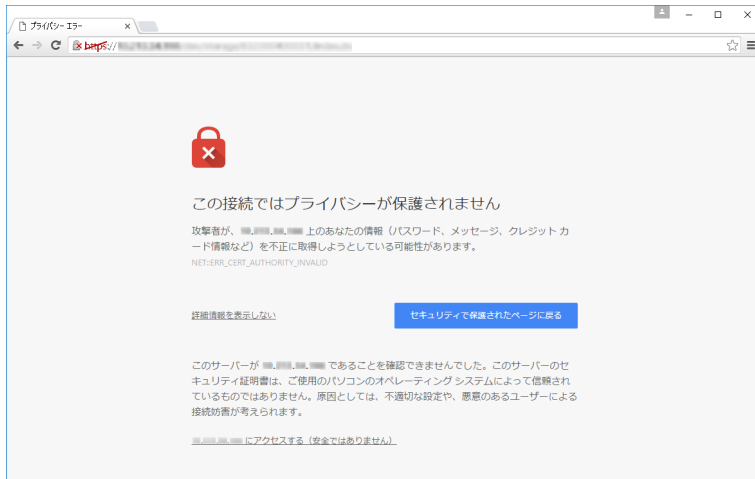 プライバシー エラー
https://
この接続ではプライバシーが保護されません
攻撃者が、 上のあなたの情報（パスワード、メッセージ、クレジット カ
ード情報など）を不正に取得しようとしている可能性があります。
NET::ERR_CERT_AUTHORITY_INVALID
詳細情報を表示しない
セキュリティで保護されたページに戻る
このサーバーが であることを確認できませんでした。このサーバーのセ
キュリティ証明書は、ご使用のパソコンのオペレーティング システムによって信頼され
ているものではありません。原因としては、不適切な設定や、悪意のあるユーザーによる
接続妨害が考えられます。
にアクセスする（安全ではありません）